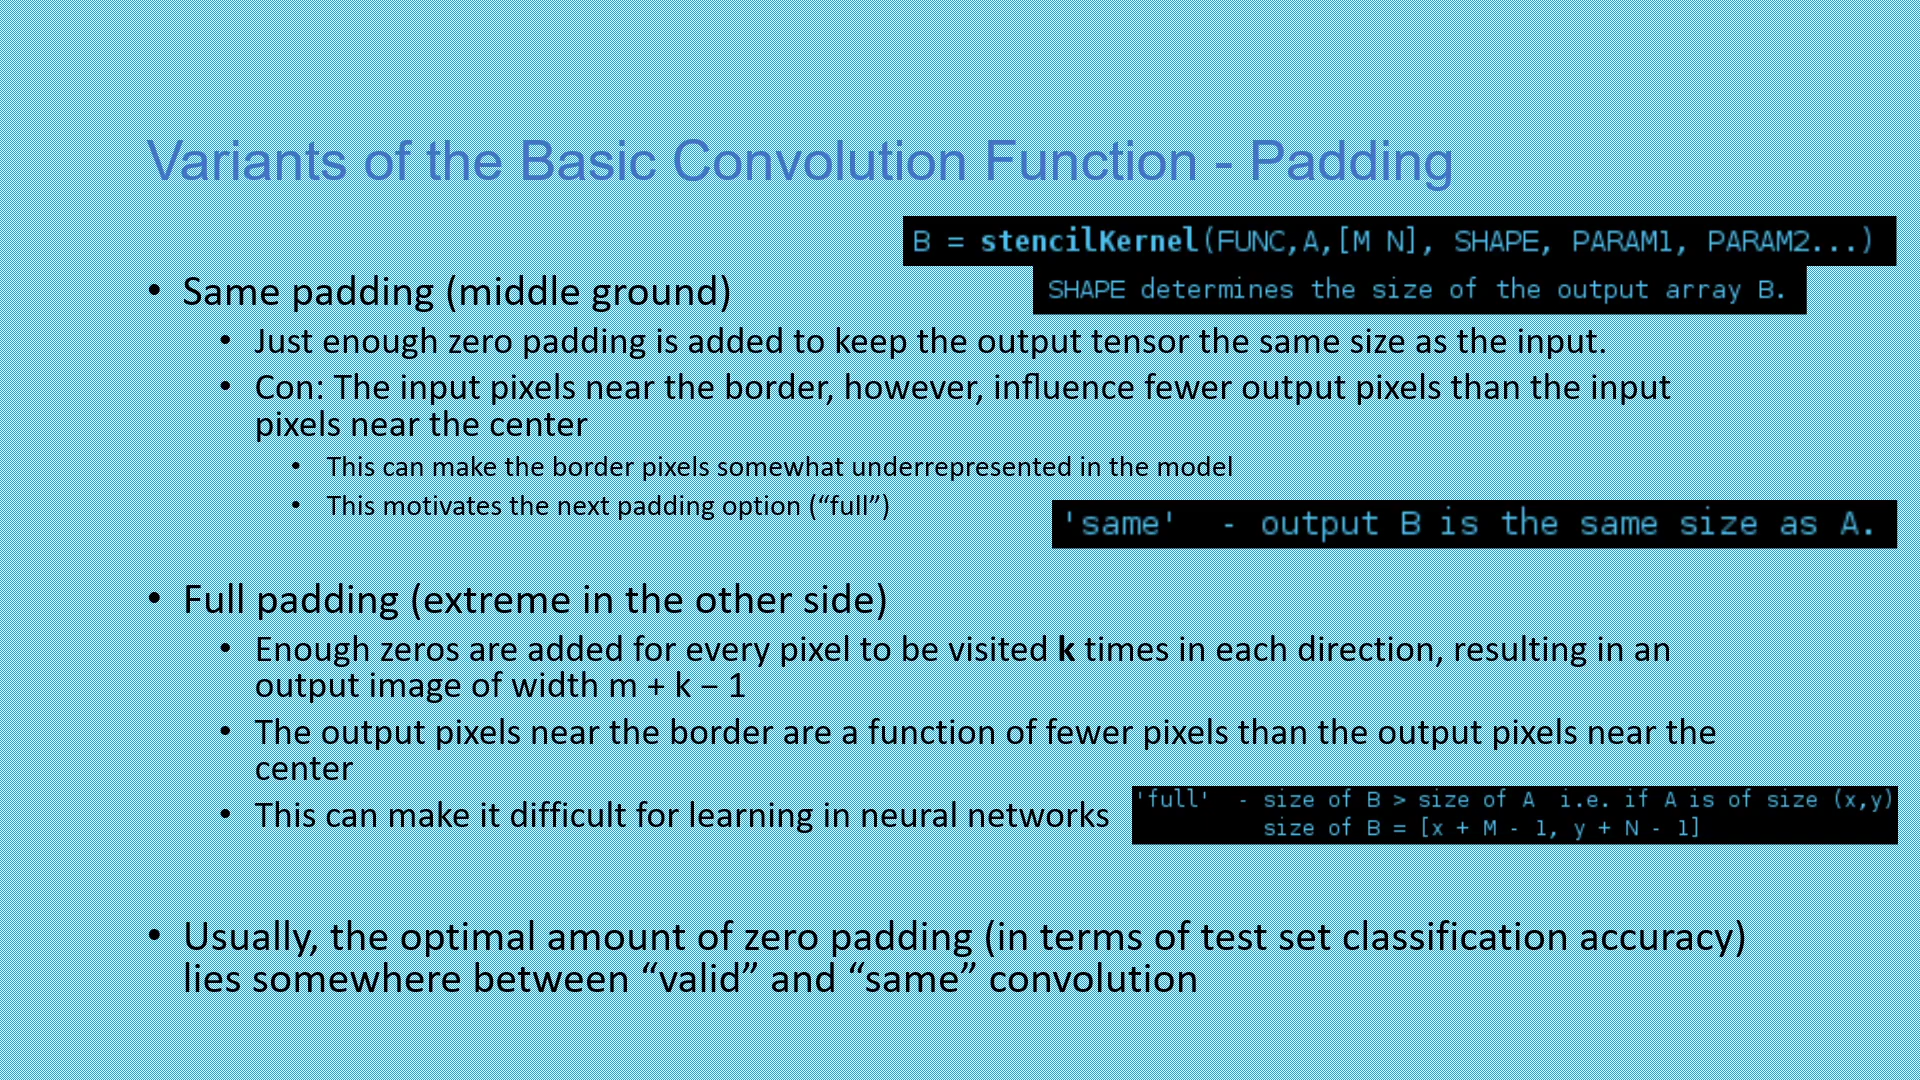 Variants of the Basic Convolution Function - Padding
B = stencilKernel(FUNC,A,[M N], SHAPE, PARAM1, PARAM2...)
SHAPE determines the size of the output array B.
• Same padding (middle ground)
• Just enough zero padding is added to keep the output tensor the same size as the input.
• Con: The input pixels near the border, however, influence fewer output pixels than the input
pixels near the center
• This can make the border pixels somewhat underrepresented in the model
• This motivates the next padding option (“full”)
'same' - output B is the same size as A.
• Full padding (extreme in the other side)
• Enough zeros are added for every pixel to be visited k times in each direction, resulting in an
output image of width m + k − 1
• The output pixels near the border are a function of fewer pixels than the output pixels near the
center
• This can make it difficult for learning in neural networks
'full' - size of B > size of A i.e. if A is of size (x,y)
size of B = [x + M - 1, y + N - 1]
• Usually, the optimal amount of zero padding (in terms of test set classification accuracy)
lies somewhere between “valid” and “same” convolution